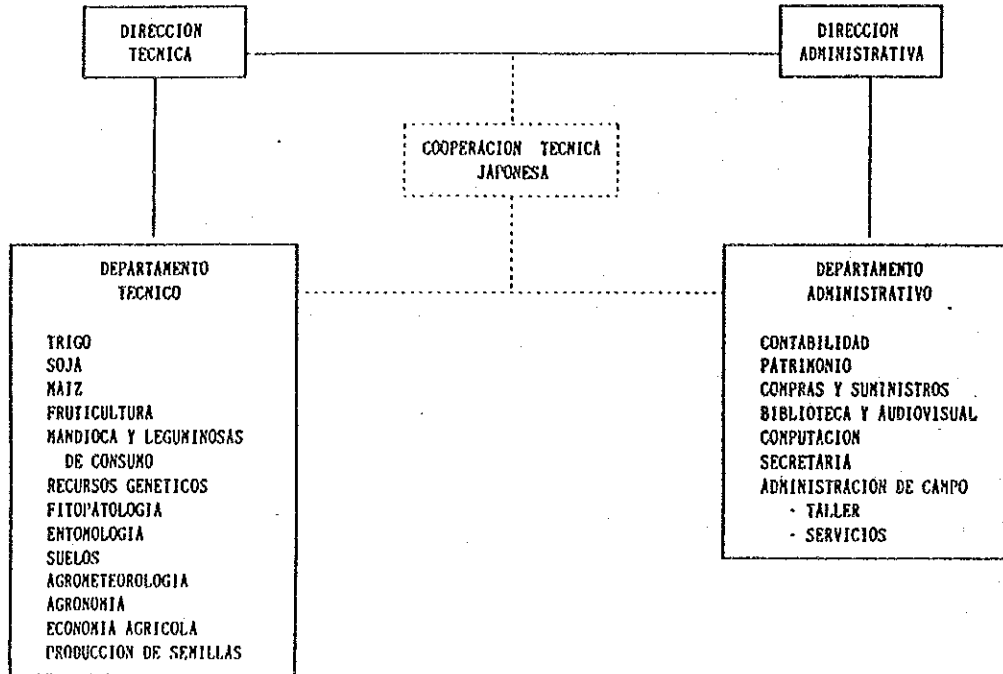 DIRECCION
TECNICA
DIRECCION
ADMINISTRATIVA
COOPERACION TECNICA
JAPONESA
DEPARTAMENTO
TECNICO
TRIGO
SOJA
MAIZ
FRUTICULTURA
MANDIOCA Y LEGUMINOSAS
DE CONSUMO
RECURSOS GENETICOS
FITOPATOLOGIA
ENTOMOLOGIA
SUELOS
AGROMETEOROLOGIA
AGRONOMIA
ECONOMIA AGRICOLA
PRODUCCION DE SEMILLAS
DEPARTAMENTO
ADMINISTRATIVO
CONTABILIDAD
PATRIMONIO
COMPRAS Y SUMINISTROS
BIBLIOTECA Y AUDIOVISUAL
COMPUTACION
SECRETARIA
ADMINISTRACION DE CAMPO
- TALLER
- SERVICIOS